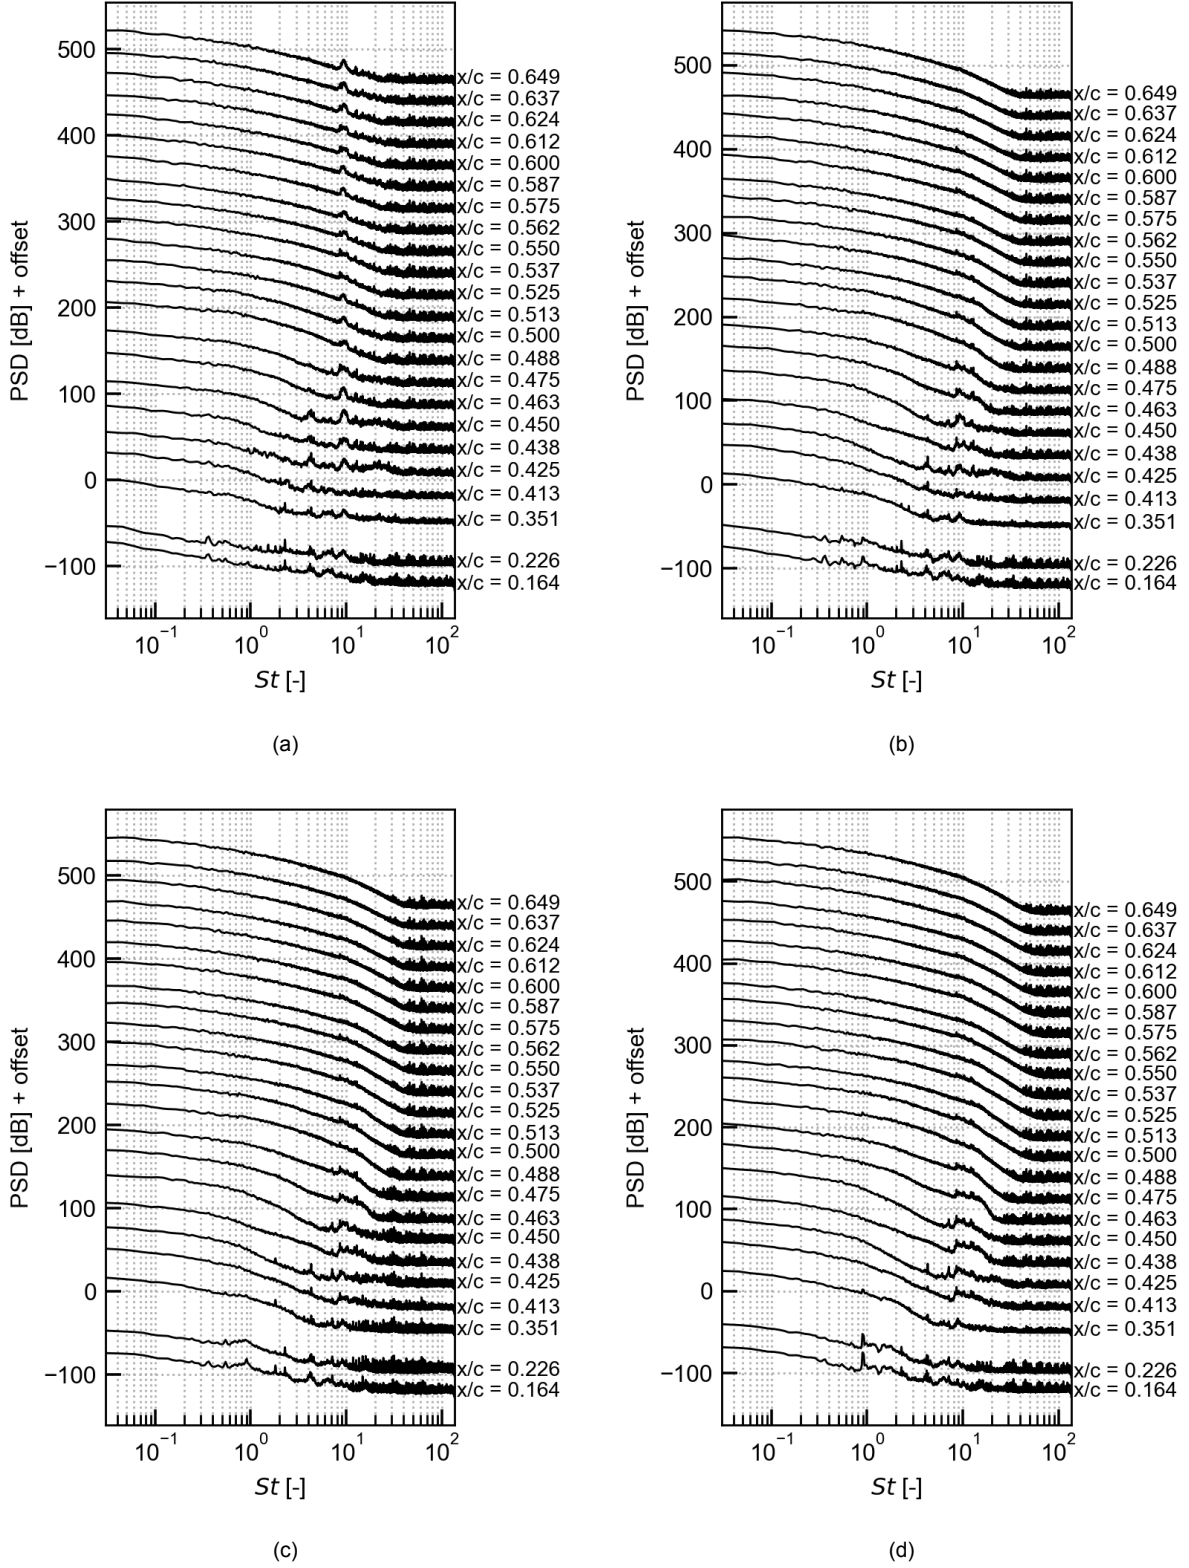 500
400
300
200
100
0
−100
PSD [dB] + offset
x/c = 0.649
x/c = 0.637
x/c = 0.624
x/c = 0.612
x/c = 0.600
x/c = 0.587
x/c = 0.575
x/c = 0.562
x/c = 0.550
x/c = 0.537
x/c = 0.525
x/c = 0.513
x/c = 0.500
x/c = 0.488
x/c = 0.475
x/c = 0.463
x/c = 0.450
x/c = 0.438
x/c = 0.425
x/c = 0.413
x/c = 0.351
x/c = 0.226
x/c = 0.164
10⁻¹ 10⁰ 10¹ 10²
St [-]
(a)
500
400
300
200
100
0
−100
PSD [dB] + offset
x/c = 0.649
x/c = 0.637
x/c = 0.624
x/c = 0.612
x/c = 0.600
x/c = 0.587
x/c = 0.575
x/c = 0.562
x/c = 0.550
x/c = 0.537
x/c = 0.525
x/c = 0.513
x/c = 0.500
x/c = 0.488
x/c = 0.475
x/c = 0.463
x/c = 0.450
x/c = 0.438
x/c = 0.425
x/c = 0.413
x/c = 0.351
x/c = 0.226
x/c = 0.164
10⁻¹ 10⁰ 10¹ 10²
St [-]
(b)
500
400
300
200
100
0
−100
PSD [dB] + offset
x/c = 0.649
x/c = 0.637
x/c = 0.624
x/c = 0.612
x/c = 0.600
x/c = 0.587
x/c = 0.575
x/c = 0.562
x/c = 0.550
x/c = 0.537
x/c = 0.525
x/c = 0.513
x/c = 0.500
x/c = 0.488
x/c = 0.475
x/c = 0.463
x/c = 0.450
x/c = 0.438
x/c = 0.425
x/c = 0.413
x/c = 0.351
x/c = 0.226
x/c = 0.164
10⁻¹ 10⁰ 10¹ 10²
St [-]
(c)
500
400
300
200
100
0
−100
PSD [dB] + offset
x/c = 0.649
x/c = 0.637
x/c = 0.624
x/c = 0.612
x/c = 0.600
x/c = 0.587
x/c = 0.575
x/c = 0.562
x/c = 0.550
x/c = 0.537
x/c = 0.525
x/c = 0.513
x/c = 0.500
x/c = 0.488
x/c = 0.475
x/c = 0.463
x/c = 0.450
x/c = 0.438
x/c = 0.425
x/c = 0.413
x/c = 0.351
x/c = 0.226
x/c = 0.164
10⁻¹ 10⁰ 10¹ 10²
St [-]
(d)